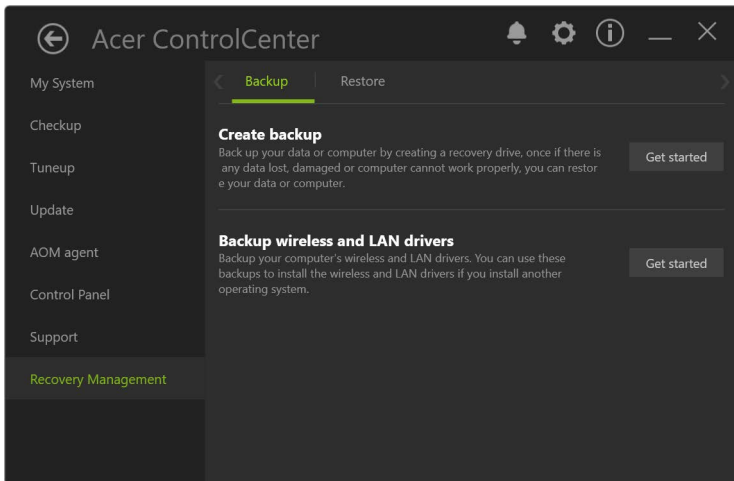 Acer ControlCenter
My System
Checkup
Tuneup
Update
AOM agent
Control Panel
Support
Recovery Management
Backup
Restore
Create backup
Back up your data or computer by creating a recovery drive, once if there is
any data lost, damaged or computer cannot work properly, you can restor
e your data or computer.
Get started
Backup wireless and LAN drivers
Backup your computer's wireless and LAN drivers. You can use these
backups to install the wireless and LAN drivers if you install another
operating system.
Get started